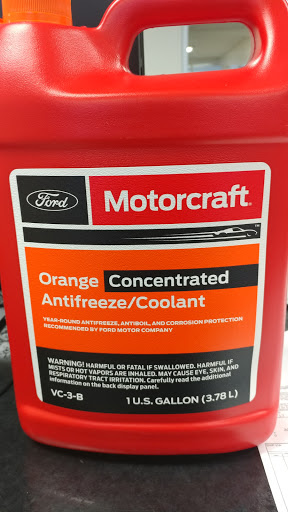 Ford
Motorcraft
Orange Concentrated
Antifreeze/Coolant
YEAR-ROUND ANTIFREEZE, ANTIBOIL, AND CORROSION PROTECTION
RECOMMENDED BY FORD MOTOR COMPANY
WARNING! HARMFUL OR FATAL IF SWALLOWED. HARMFUL IF
MISTS OR HOT VAPORS ARE INHALED. MAY CAUSE EYE, SKIN, AND
RESPIRATORY TRACT IRRITATION. Carefully read the additional
information on the back display panel.
VC-3-B
1 U.S. GALLON (3.78 L)